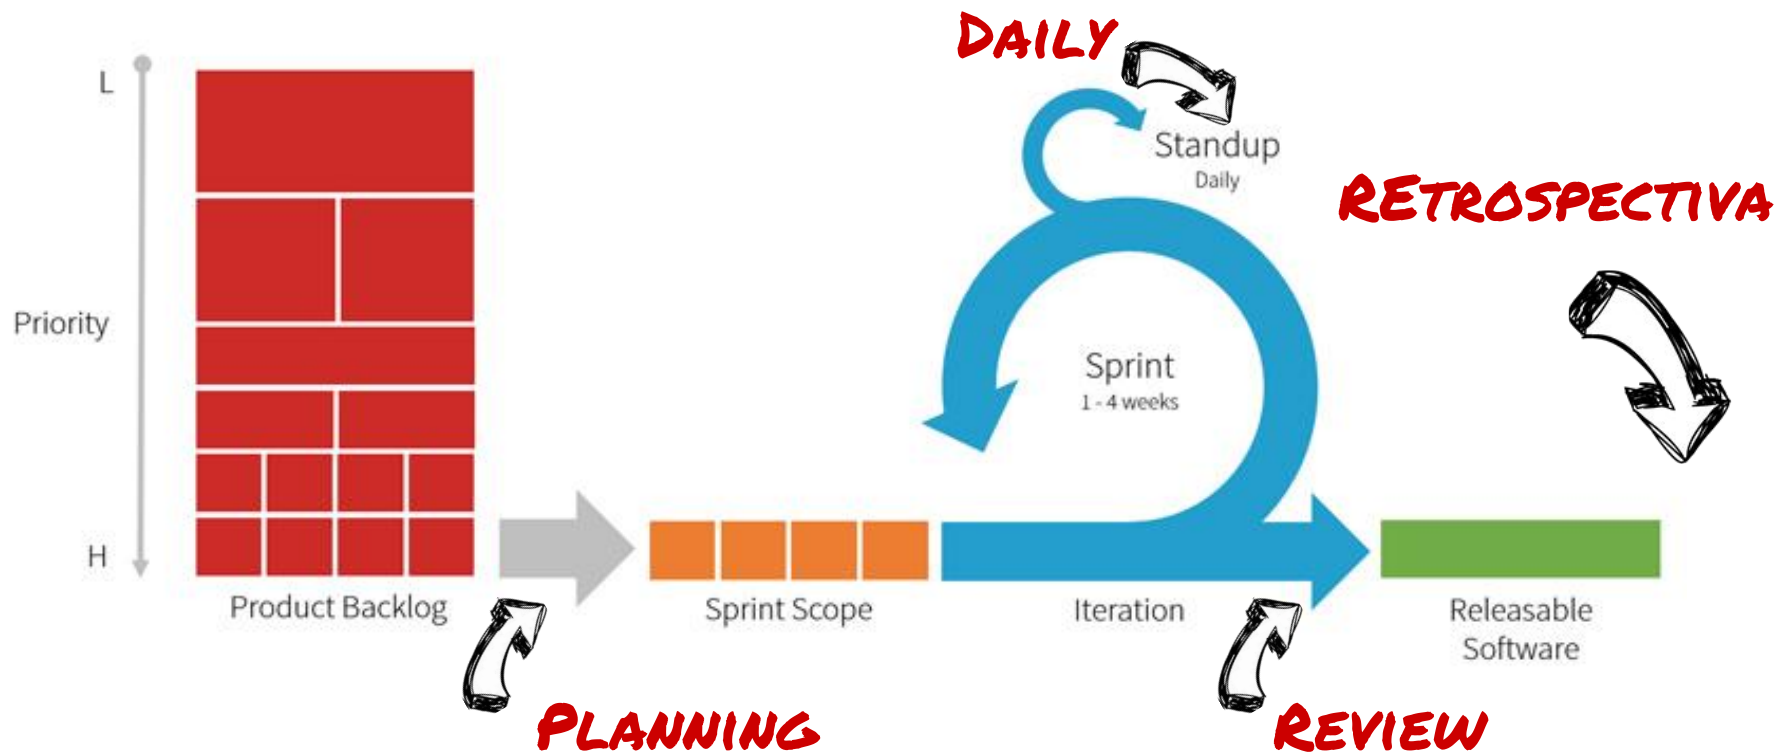 DAILY
L
Standup
Daily
RETROSPECTIVA
Priority
Sprint
1 - 4 weeks
H
Product Backlog
Sprint Scope
Iteration
Releasable
Software
PLANNING
REVIEW